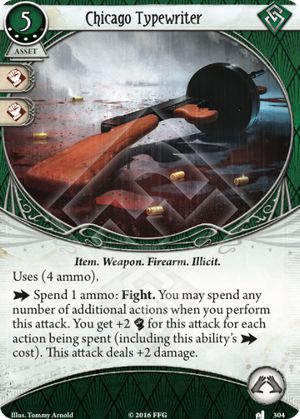 5
Chicago Typewriter
ASSET
Item. Weapon. Firearm. Illicit.
Uses (4 ammo).
Spend 1 ammo: Fight. You may spend any
number of additional actions when you perform
this attack. You get +2 for this attack for each
action being spent (including this ability's
cost). This attack deals +2 damage.
Illus. Tommy Arnold
© 2016 FFG
304